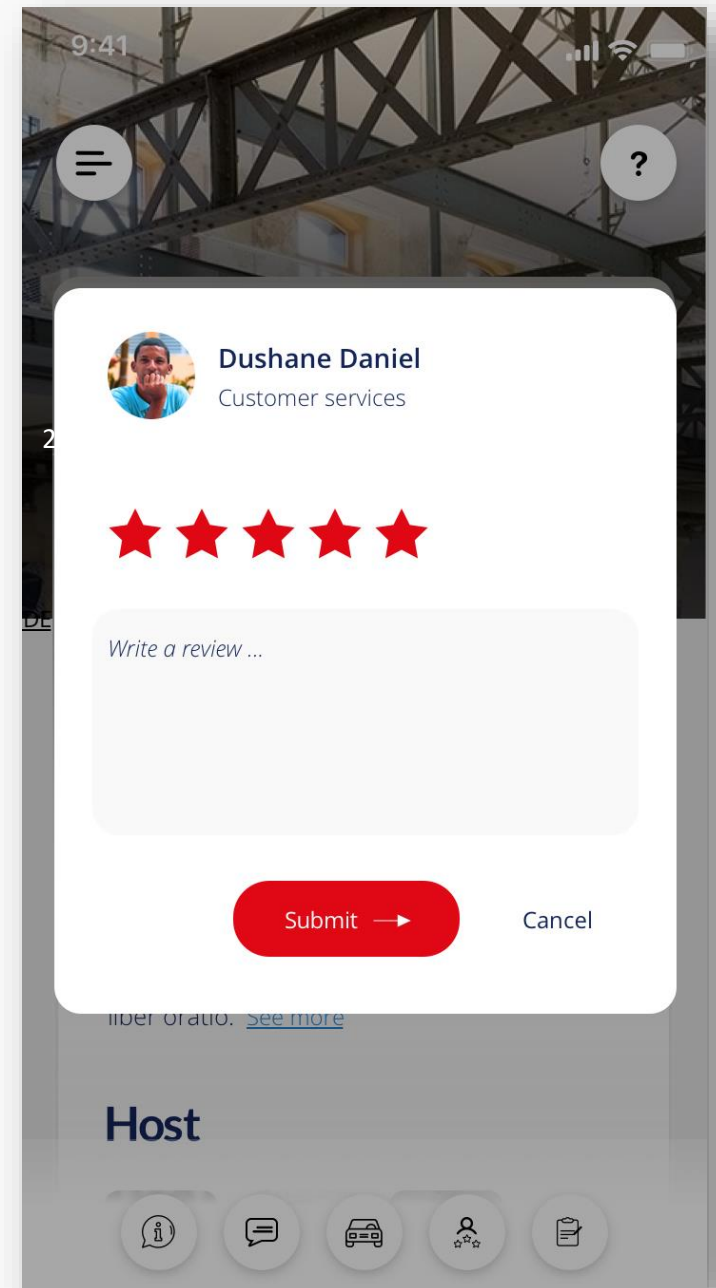 9:41
?
Dushane Daniel
Customer services
2
DE
Write a review ...
Submit
Cancel
liber oratio. See more
Host